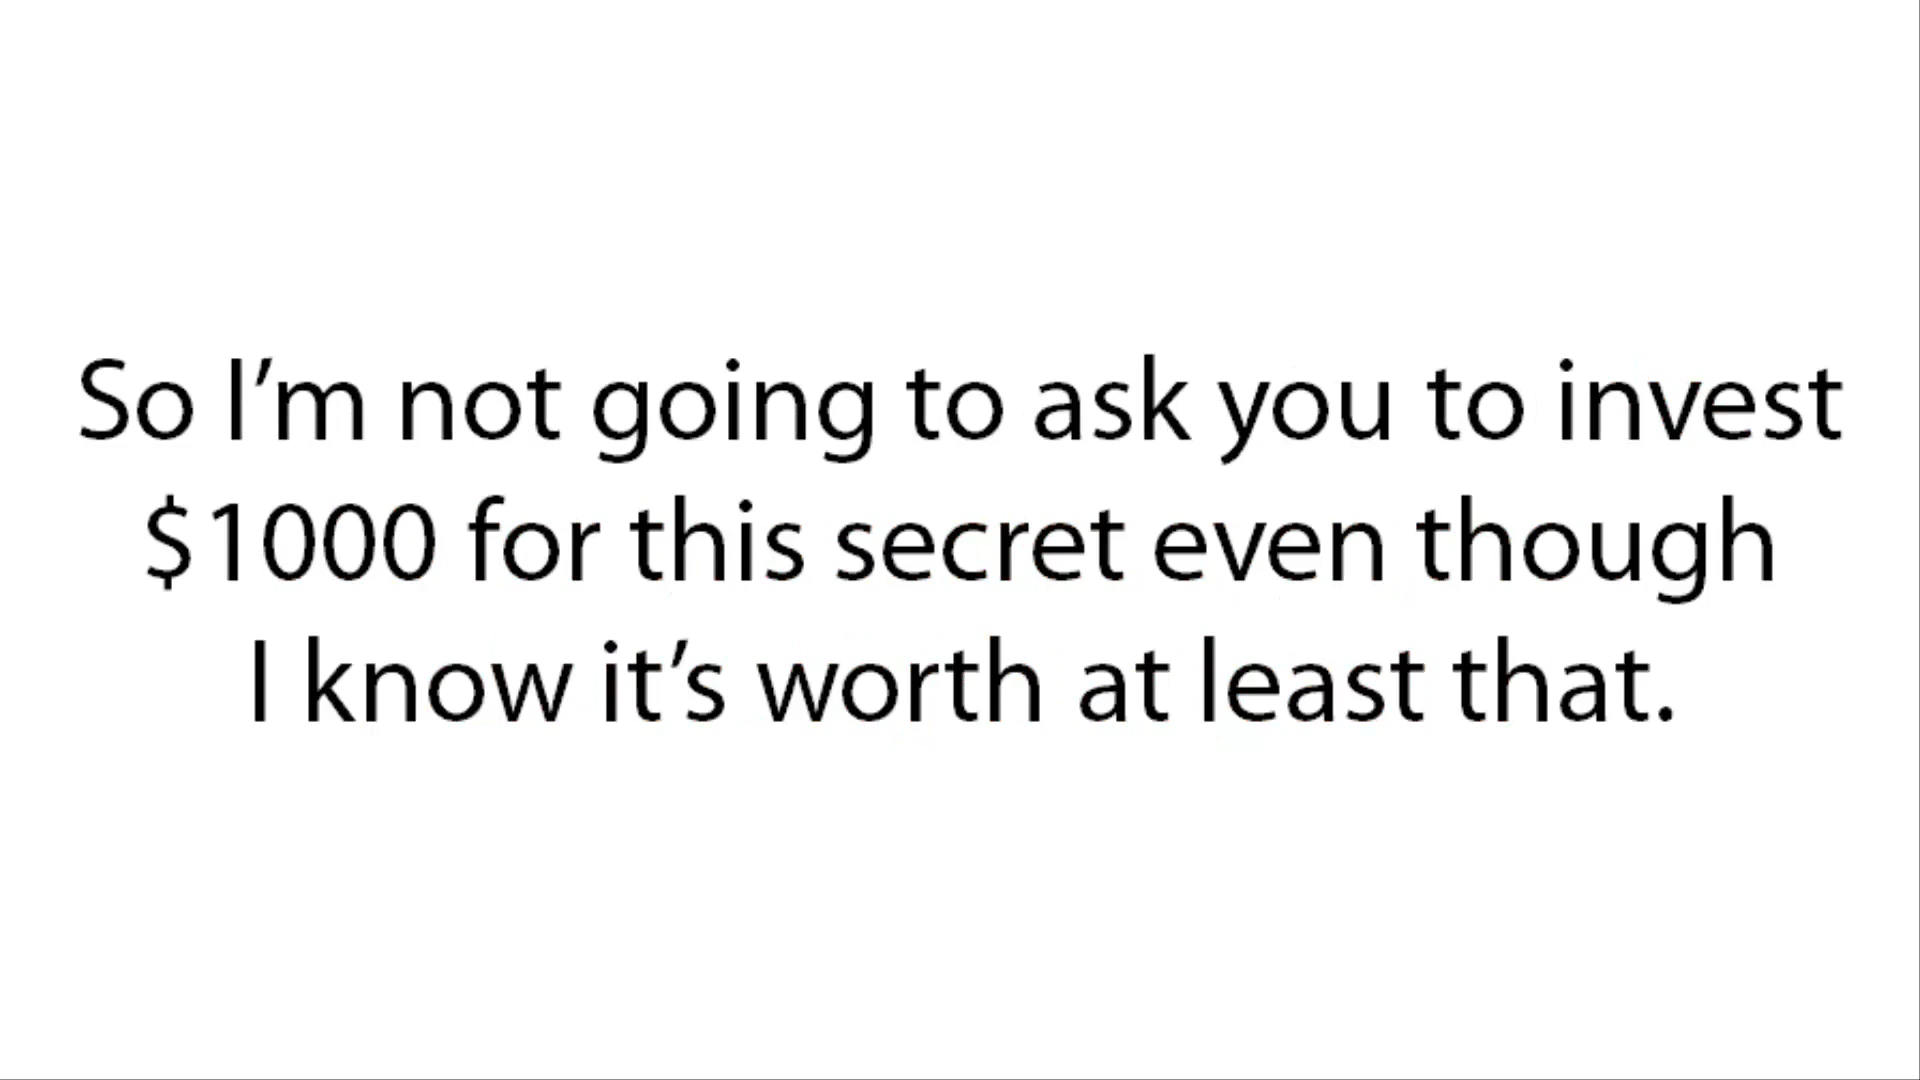 So I’m not going to ask you to invest
$1000 for this secret even though
I know it’s worth at least that.